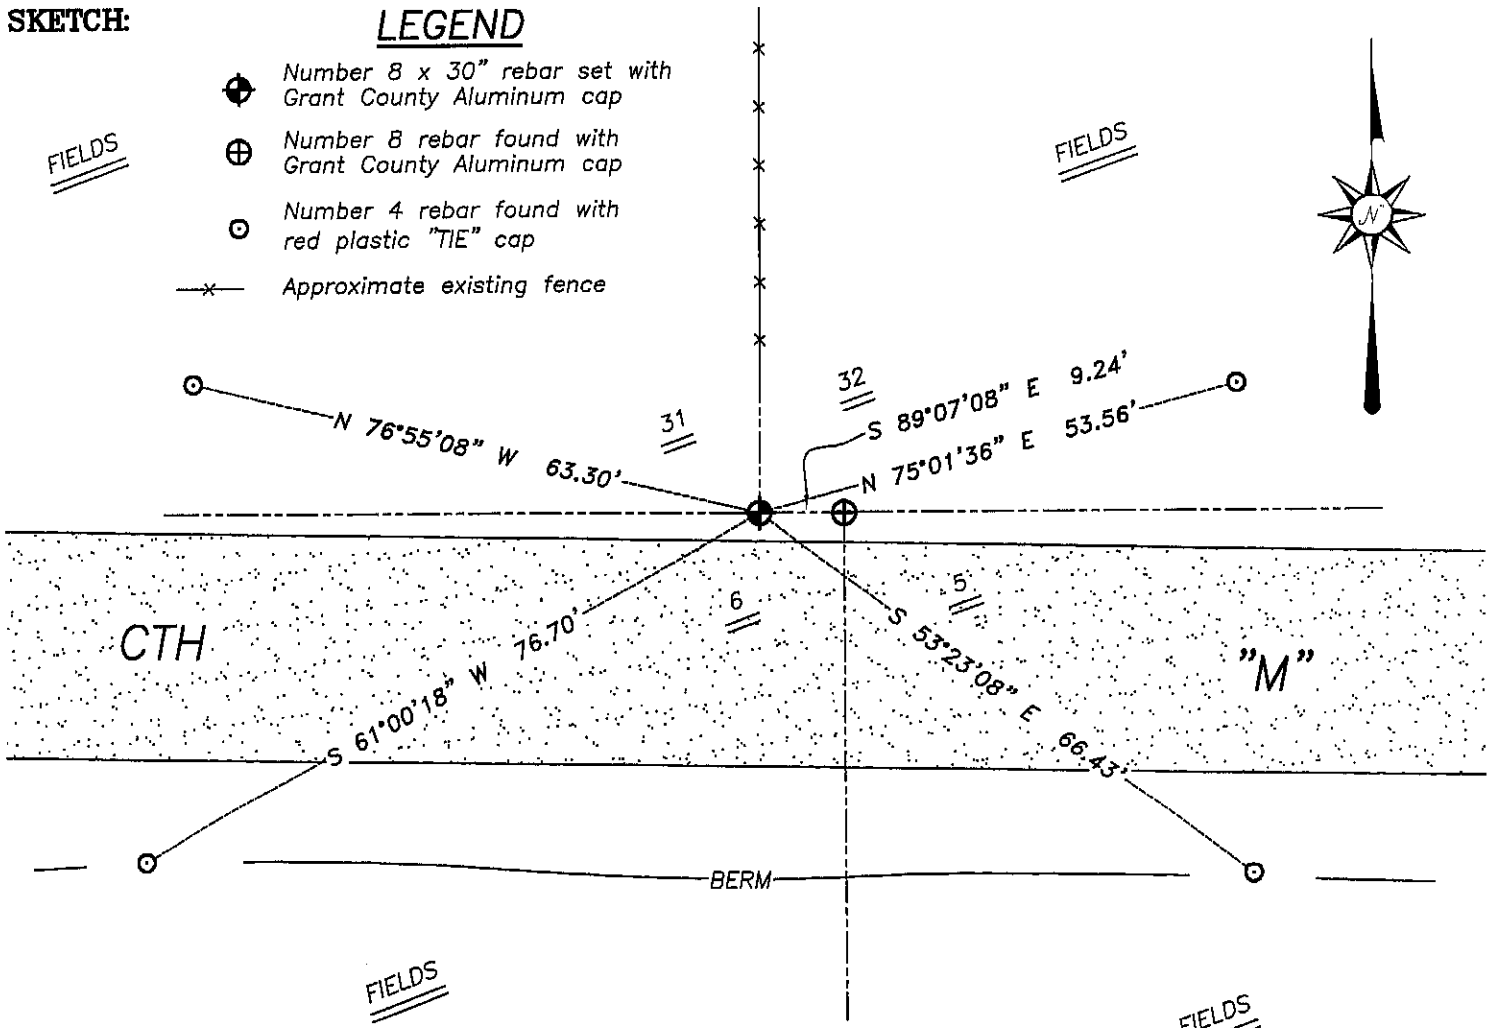 SKETCH:
LEGEND
Number 8 x 30" rebar set with
Grant County Aluminum cap
Number 8 rebar found with
Grant County Aluminum cap
Number 4 rebar found with
red plastic "TIE" cap
Approximate existing fence
FIELDS
FIELDS
N
N 76°55'08" W 63.30'
31
32
S 89°07'08" E 9.24'
N 75°01'36" E 53.56'
CTH
S 61°00'18" W 76.70'
6
5
S 53°23'08" E 66.43'
"M"
BERM
FIELDS
FIELDS